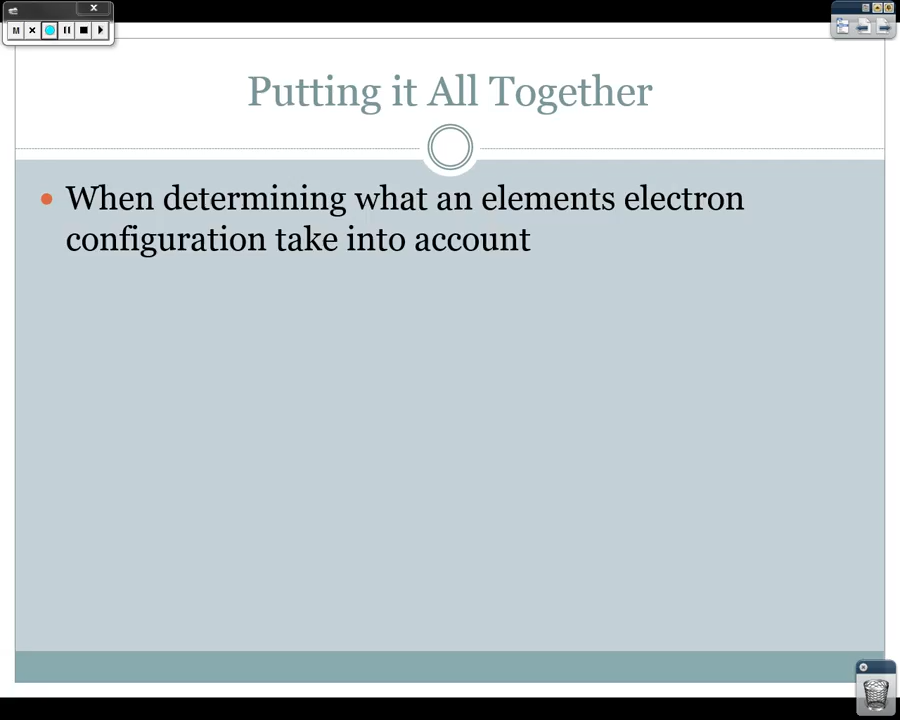 M
Putting it All Together
When determining what an elements electron
configuration take into account